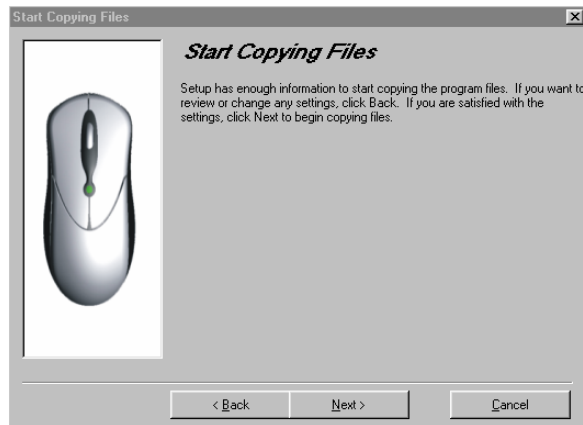 Start Copying Files
Start Copying Files
Setup has enough information to start copying the program files. If you want to
review or change any settings, click Back. If you are satisfied with the
settings, click Next to begin copying files.
< Back
Next >
Cancel